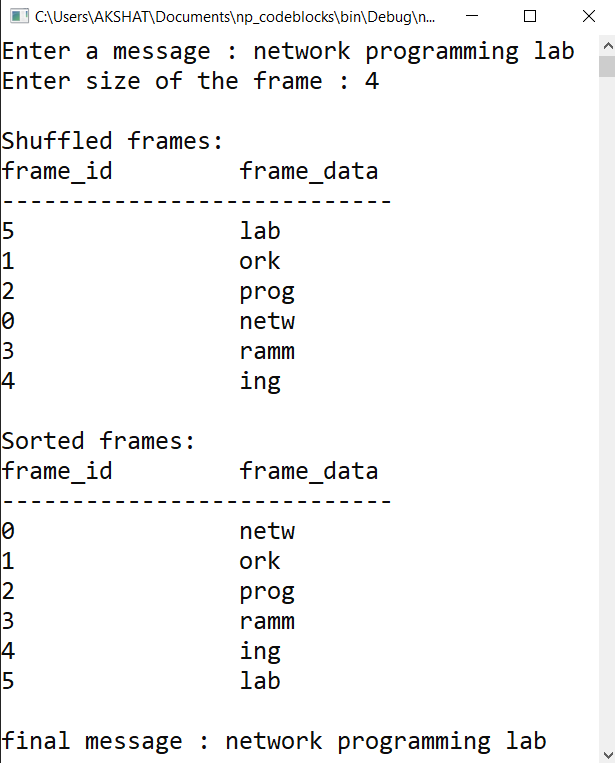 C:\Users\AKSHAT\Documents\np_codeblocks\bin\Debug\n...
Enter a message : network programming lab
Enter size of the frame : 4
Shuffled frames:
frame_id frame_data
----------------------------
5 lab
1 ork
2 prog
0 netw
3 ramm
4 ing
Sorted frames:
frame_id frame_data
----------------------------
0 netw
1 ork
2 prog
3 ramm
4 ing
5 lab
final message : network programming lab